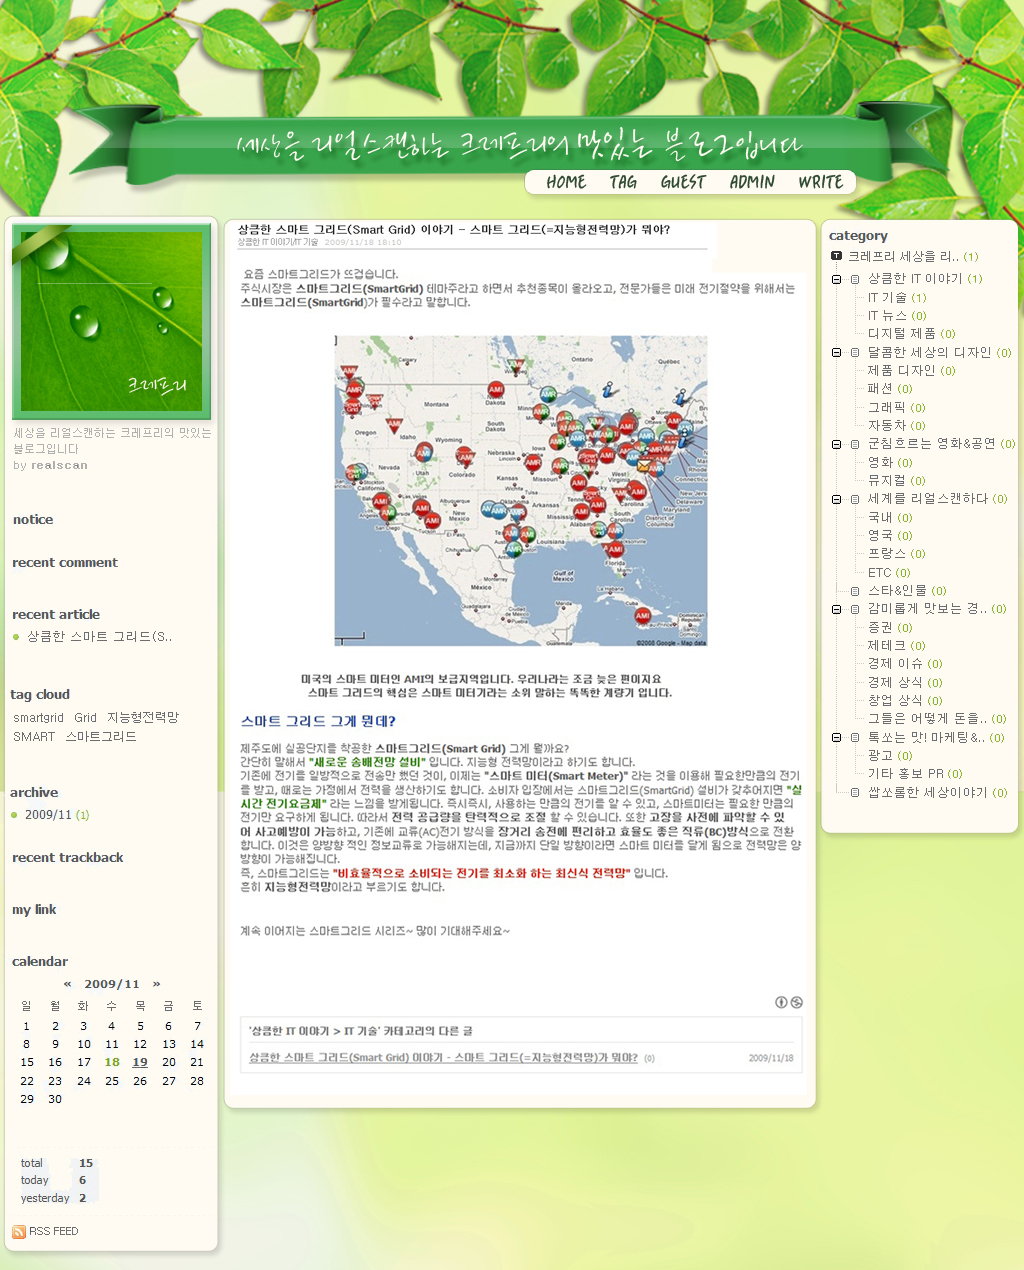 세상을 리얼스캔하는 크레프리의 맛있는 블로그입니다
HOME TAG GUEST ADMIN WRITE
크레프리
세상을 리얼스캔하는 크레프리의 맛있는
블로그입니다
by realscan
notice
recent comment
recent article
상큼한 스마트 그리드(S..
tag cloud
smartgrid Grid 지능형전력망
SMART 스마트그리드
archive
2009/11 (1)
recent trackback
my link
calendar
« 2009/11 »
일 월 화 수 목 금 토
1 2 3 4 5 6 7
8 9 10 11 12 13 14
15 16 17 18 19 20 21
22 23 24 25 26 27 28
29 30
total 15
today 6
yesterday 2
RSS FEED
상큼한 스마트 그리드(Smart Grid) 이야기 - 스마트 그리드(=지능형전력망)가 뭐야?
상큼한 IT 이야기/IT 기술 2009/11/18 18:10
요즘 스마트그리드가 뜨겁습니다.
주식시장은 스마트그리드(SmartGrid) 테마주라고 하면서 추천종목이 올라오고, 전문가들은 미래 전기절약을 위해서는
스마트그리드(SmartGrid)가 필수라고 말합니다.
Calgary
Ontario
Québec
Montana
North Dakota
South Dakota
Oregon
Idaho
Nebraska
Nevada
Utah
Kansas
Missouri
Oklahoma
San Francisco
California
Los Angeles
San Diego
Albuquerque
New Mexico
El Paso
Mississippi
Louisiana
South Carolina
New Jersey
Delaware
Maryland
District of Columbia
Jacksonville
Florida
Miami
Chihuahua
Monterrey
Gulf of Mexico
México
Guadalajara
Ciudad de México
Puebla
Mérida
La Habana
Cuba
Guatemala
Port-au-Prince
Dominican Republic
Santo Domingo
AMI
AMR
Smart Grid
©2008 Google - Map data
미국의 스마트 미터인 AMI의 보급지역입니다. 우리나라는 조금 늦은 편이지요
스마트 그리드의 핵심은 스마트 미터기라는 소위 말하는 똑똑한 계량기 입니다.
스마트 그리드 그게 뭔데?
제주도에 실공단지를 착공한 스마트그리드(Smart Grid) 그게 뭘까요?
간단히 말해서 "새로운 송배전망 설비" 입니다. 지능형 전력망이라고 하기도 합니다.
기존에 전기를 일방적으로 전송만 했던 것이, 이제는 "스마트 미터(Smart Meter)" 라는 것을 이용해 필요한만큼의 전기
를 받고, 때로는 가정에서 전력을 생산하기도 합니다. 소비자 입장에서는 스마트그리드(SmartGrid) 설비가 갖추어지면 "실
시간 전기요금제" 라는 느낌을 받게됩니다. 즉시즉시, 사용하는 만큼의 전기를 알 수 있고, 스마트미터는 필요한 만큼의
전기만 요구하게 됩니다. 따라서 전력 공급량을 탄력적으로 조절 할 수 있습니다. 또한 고장을 사전에 파악할 수 있
어 사고예방이 가능하고, 기존에 교류(AC)전기 방식을 장거리 송전에 편리하고 효율도 좋은 직류(BC)방식으로 전환
합니다. 이것은 양방향 적인 정보교류로 가능해지는데, 지금까지 단일 방향이라면 스마트 미터를 달게 됨으로 전력망은 양
방향이 가능해집니다.
즉, 스마트그리드는 "비효율적으로 소비되는 전기를 최소화 하는 최신식 전력망" 입니다.
흔히 지능형전력망이라고 부르기도 합니다.
계속 이어지는 스마트그리드 시리즈~ 많이 기대해주세요~
'상큼한 IT 이야기 > IT 기술' 카테고리의 다른 글
상큼한 스마트 그리드(Smart Grid) 이야기 - 스마트 그리드(=지능형전력망)가 뭐야? (0) 2009/11/18
category
크레프리 세상을 리.. (1)
상큼한 IT 이야기 (1)
IT 기술 (1)
IT 뉴스 (0)
디지털 제품 (0)
달콤한 세상의 디자인 (0)
제품 디자인 (0)
패션 (0)
그래픽 (0)
자동차 (0)
군침흐르는 영화&공연 (0)
영화 (0)
뮤지컬 (0)
세계를 리얼스캔하다 (0)
국내 (0)
영국 (0)
프랑스 (0)
ETC (0)
스타&인물 (0)
감미롭게 맛보는 경.. (0)
증권 (0)
제테크 (0)
경제 이슈 (0)
경제 상식 (0)
창업 상식 (0)
그들은 어떻게 돈을.. (0)
톡쏘는 맛! 마케팅&.. (0)
광고 (0)
기타 홍보 PR (0)
쌉쏘롬한 세상이야기 (0)